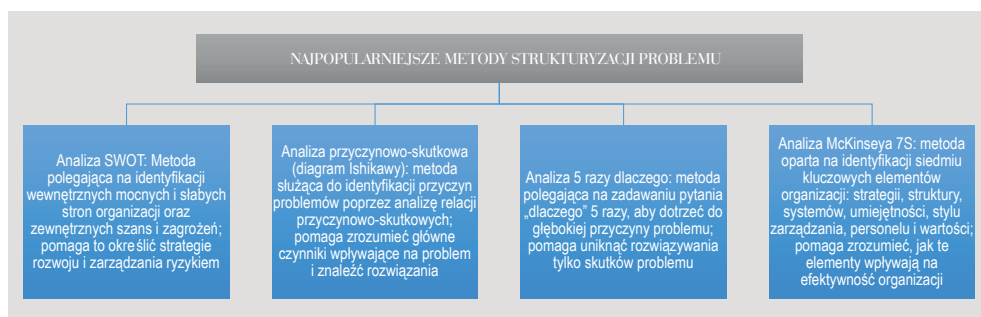 NAJPOPULARNIEJSZE METODY STRUKTURYZACJI PROBLEMU
Analiza SWOT: Metoda
polegająca na identyfikacji
wewnętrznych mocnych i słabych
stron organizacji oraz
zewnętrznych szans i zagrożeń;
pomaga to określić strategie
rozwoju i zarządzania ryzykiem
Analiza przyczynowo-skutkowa
(diagram Ishikawy): metoda
służąca do identyfikacji przyczyn
problemów poprzez analizę relacji
przyczynowo-skutkowych;
pomaga zrozumieć główne
czynniki wpływające na problem
i znaleźć rozwiązania
Analiza 5 razy dlaczego: metoda
polegająca na zadawaniu pytania
„dlaczego” 5 razy, aby dotrzeć do
głębokiej przyczyny problemu;
pomaga uniknąć rozwiązywania
tylko skutków problemu
Analiza McKinseya 7S: metoda
oparta na identyfikacji siedmiu
kluczowych elementów
organizacji: strategii, struktury,
systemów, umiejętności, stylu
zarządzania, personelu i wartości;
pomaga zrozumieć, jak te
elementy wpływają na
efektywność organizacji